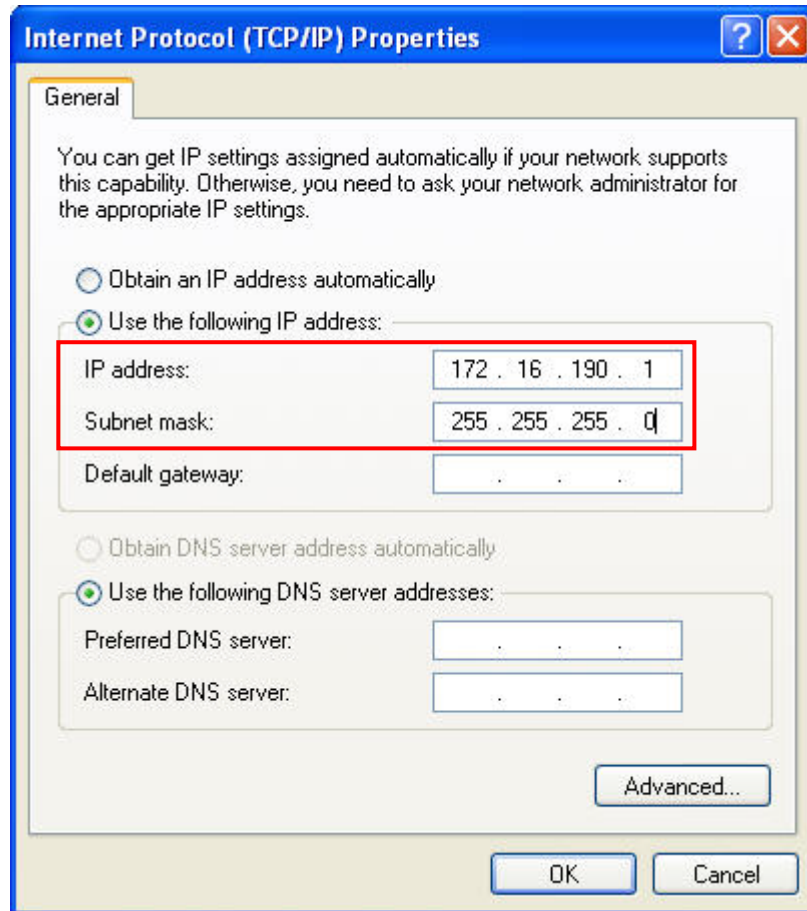 Internet Protocol (TCP/IP) Properties
General
You can get IP settings assigned automatically if your network supports
this capability. Otherwise, you need to ask your network administrator for
the appropriate IP settings.
Obtain an IP address automatically
Use the following IP address:
IP address: 172 . 16 . 190 . 1
Subnet mask: 255 . 255 . 255 . 0
Default gateway: . . .
Obtain DNS server address automatically
Use the following DNS server addresses:
Preferred DNS server: . . .
Alternate DNS server: . . .
Advanced...
OK Cancel